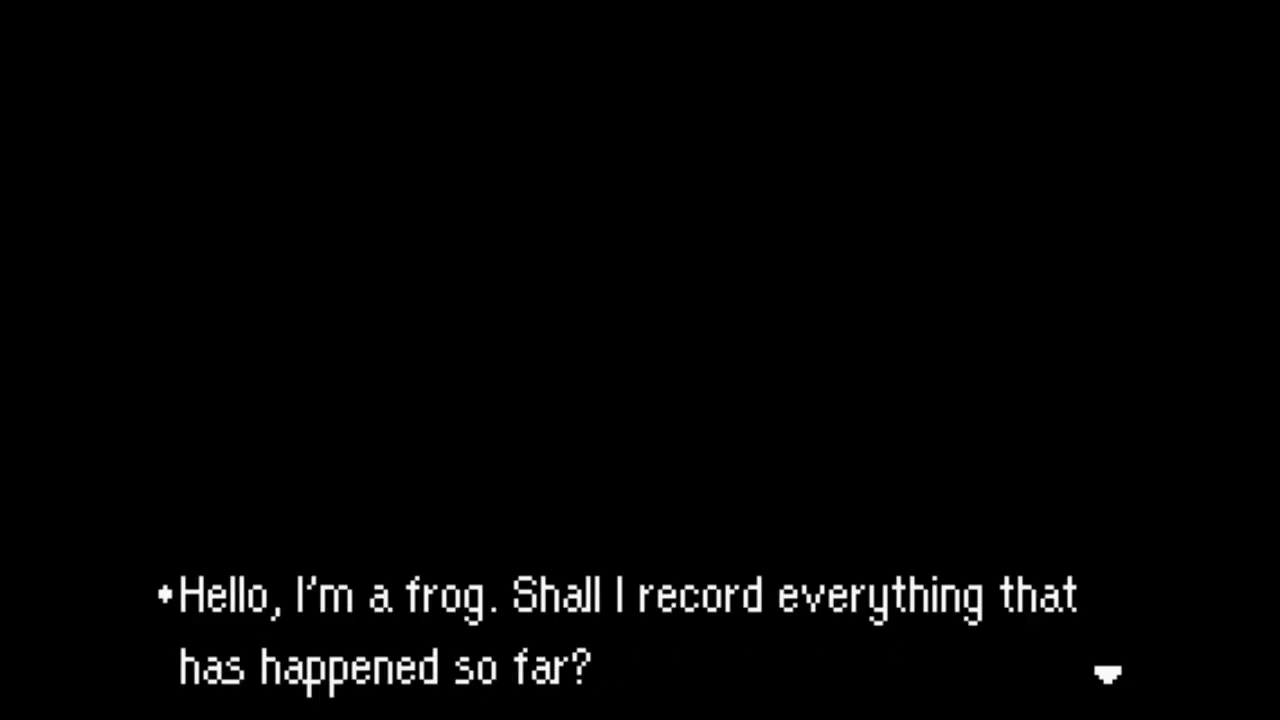 •Hello, I'm a frog. Shall I record everything that
has happened so far?